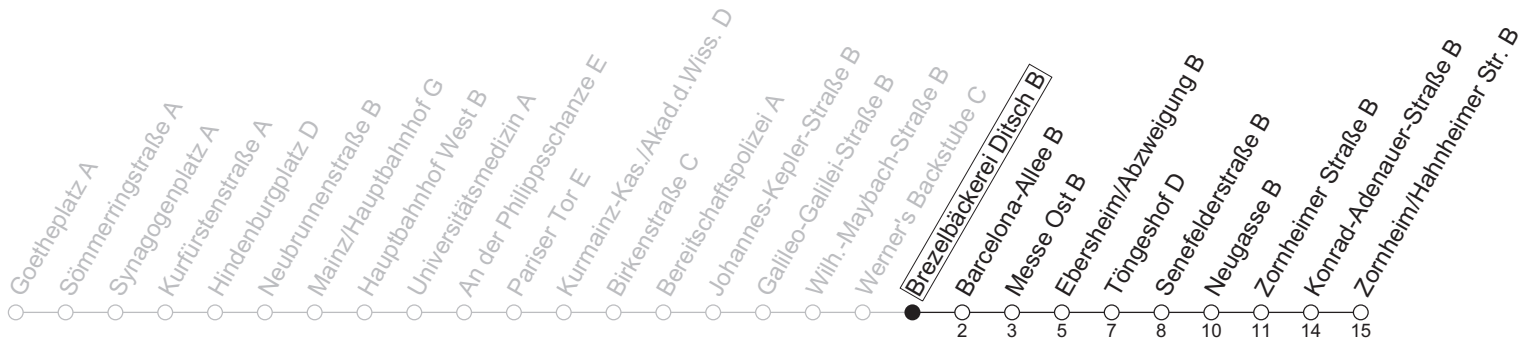 Goetheplatz A
Sömmerringstraße A
Synagogenplatz A
Kurfürstenstraße A
Hindenburgplatz D
Neubrunnenstraße B
Mainz/Hauptbahnhof G
Hauptbahnhof West B
Universitätsmedizin A
An der Philippsschanze E
Pariser Tor E
Kurmainz-Kas./Akad.d.Wiss. D
Birkenstraße C
Bereitschaftspolizei A
Johannes-Kepler-Straße B
Galileo-Galilei-Straße B
Wilh.-Maybach-Straße B
Werner's Backstube C
Brezelbäckerei Ditsch B
Barcelona-Allee B
Messe Ost B
Ebersheim/Abzweigung B
Töngeshof D
Senefelderstraße B
Neugasse B
Zornheimer Straße B
Konrad-Adenauer-Straße B
Zornheim/Hahnheimer Str. B
2 3 5 7 8 10 11 14 15